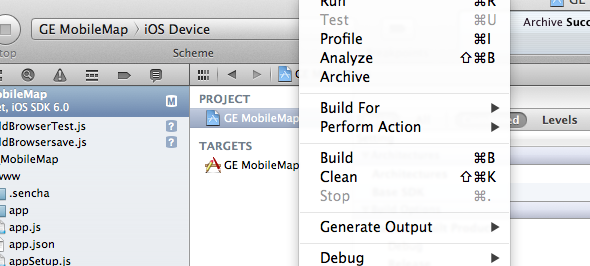 Run ⌘R
GE
Test ⌘U
Archive Succ
GE MobileMap › iOS Device
Profile ⌘I
top
Scheme
Analyze ⇧⌘B
Archive
MobileMap M
et, iOS SDK 6.0
ldBrowserTest.js ?
ldBrowsersave.js ?
MobileMap
www
.sencha
app
app.js
app.json
appSetup.js
PROJECT
GE MobileMap
TARGETS
GE MobileMap
Build For ▶
Perform Action ▶
Build ⌘B
Clean ⇧⌘K
Stop ⌘.
Generate Output ▶
Debug ▶
Levels